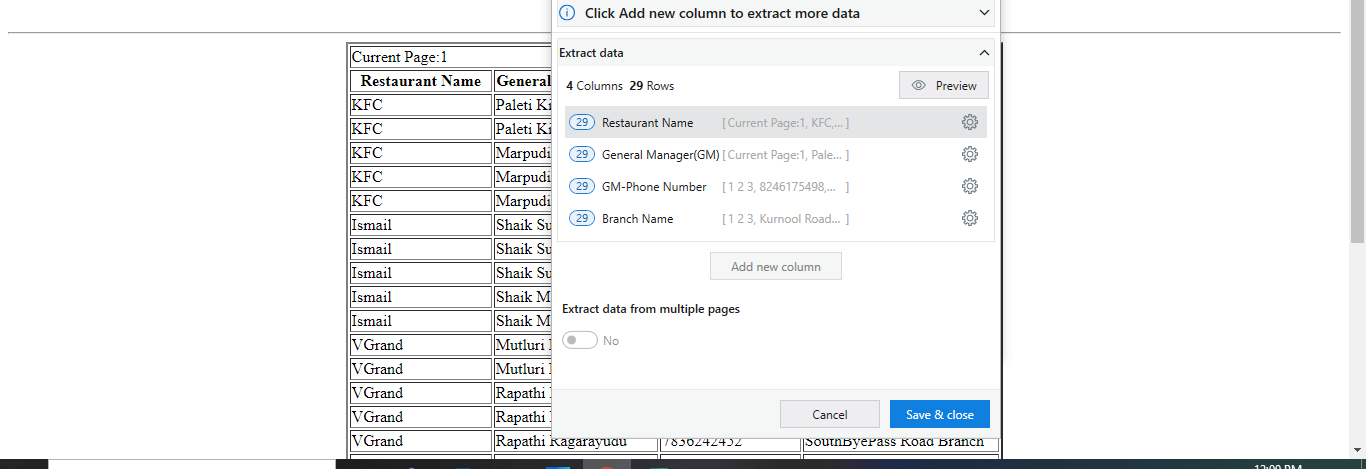 Click Add new column to extract more data
Extract data
4 Columns 29 Rows
Preview
29 Restaurant Name [ Current Page:1, KFC,... ]
29 General Manager(GM) [ Current Page:1, Pale... ]
29 GM-Phone Number [ 1 2 3, 8246175498,... ]
29 Branch Name [ 1 2 3, Kurnool Road... ]
Add new column
Extract data from multiple pages
No
Cancel
Save & close
Current Page:1
Restaurant Name General
KFC Paleti Ki
KFC Paleti Ki
KFC Marpudi
KFC Marpudi
KFC Marpudi
Ismail Shaik Su
Ismail Shaik Su
Ismail Shaik Su
Ismail Shaik M
Ismail Shaik M
VGrand Mutluri
VGrand Mutluri
VGrand Rapathi
VGrand Rapathi
VGrand Rapathi Ragarayudu 7836242452 SouthByePass Road Branch
12:00 PM